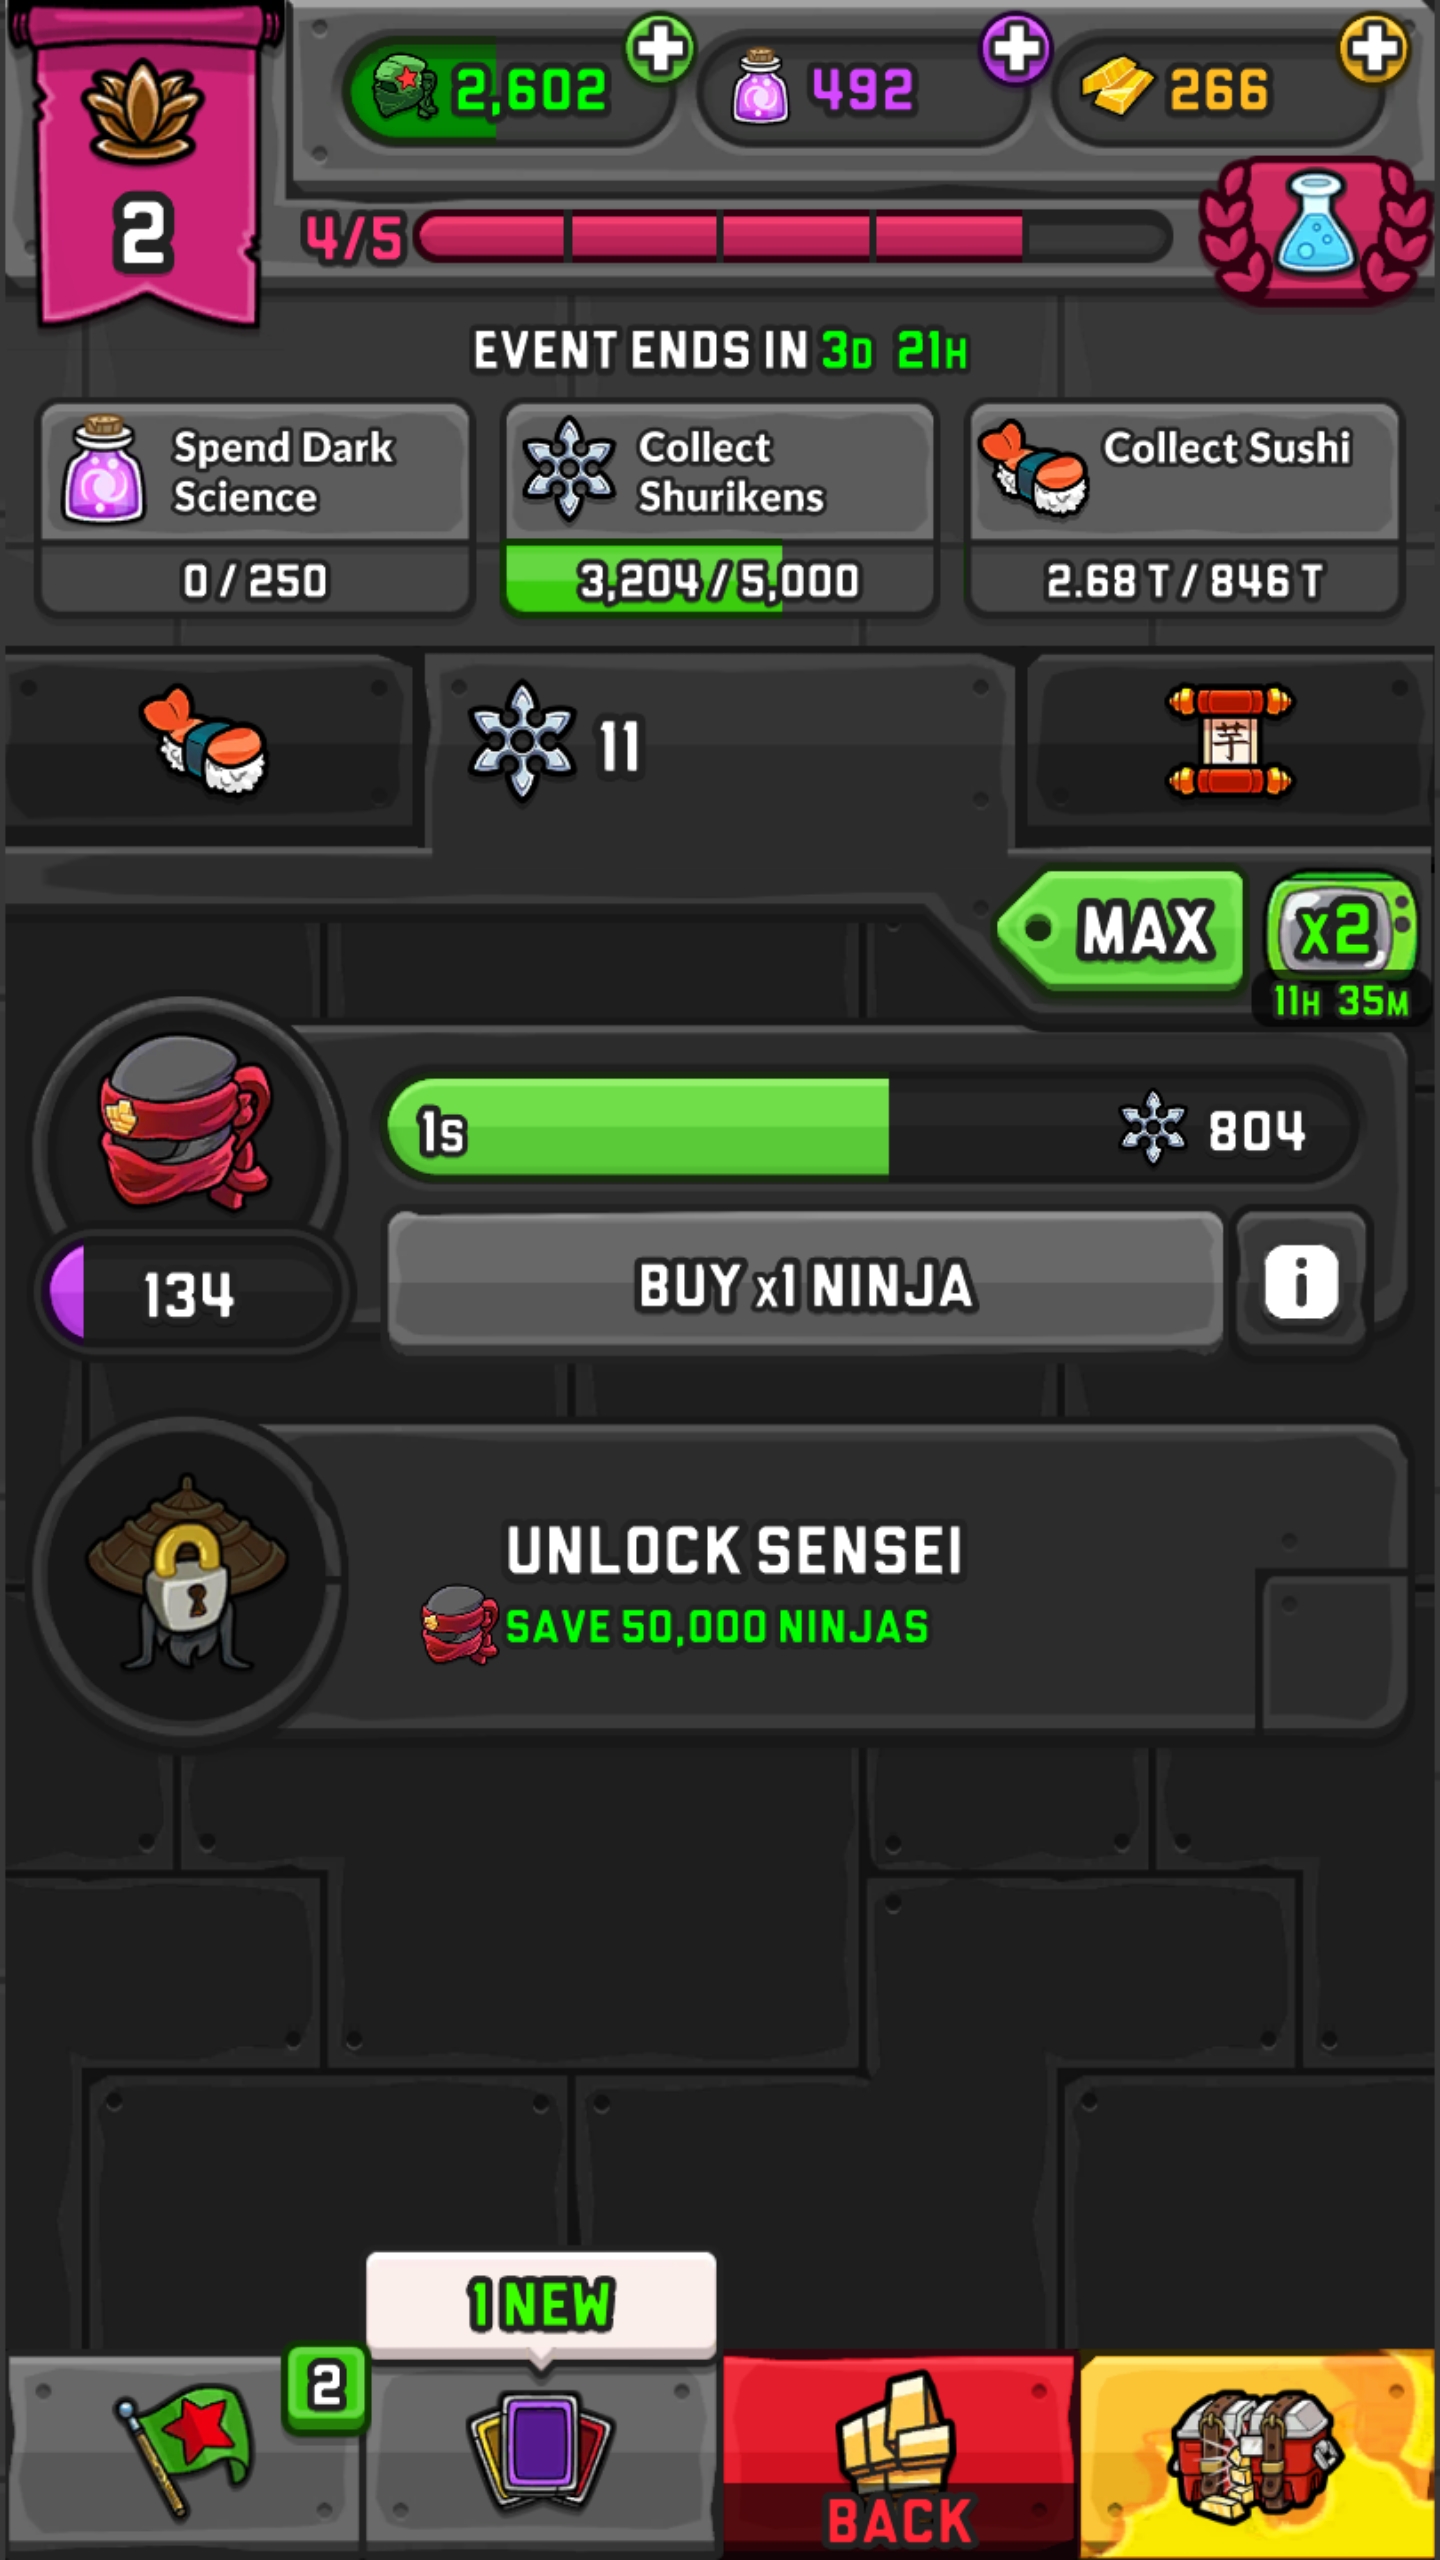 2,602
492
266
2
4/5
EVENT ENDS IN 3D 21H
Spend Dark
Science
0 / 250
Collect
Shurikens
3,204 / 5,000
Collect Sushi
2.68 T / 846 T
11
芋
MAX
x2
11H 35M
1s
804
134
BUY x1 NINJA
i
UNLOCK SENSEI
SAVE 50,000 NINJAS
1 NEW
2
BACK